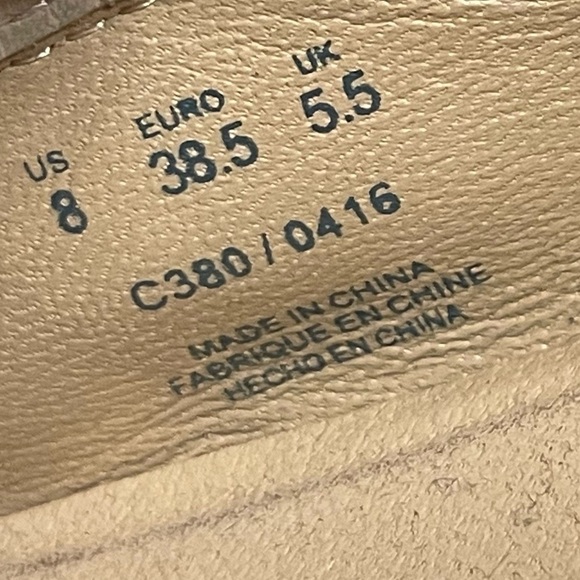 US EURO UK
8 38.5 5.5
C380 / 0416
MADE IN CHINA
FABRIQUE EN CHINE
HECHO EN CHINA